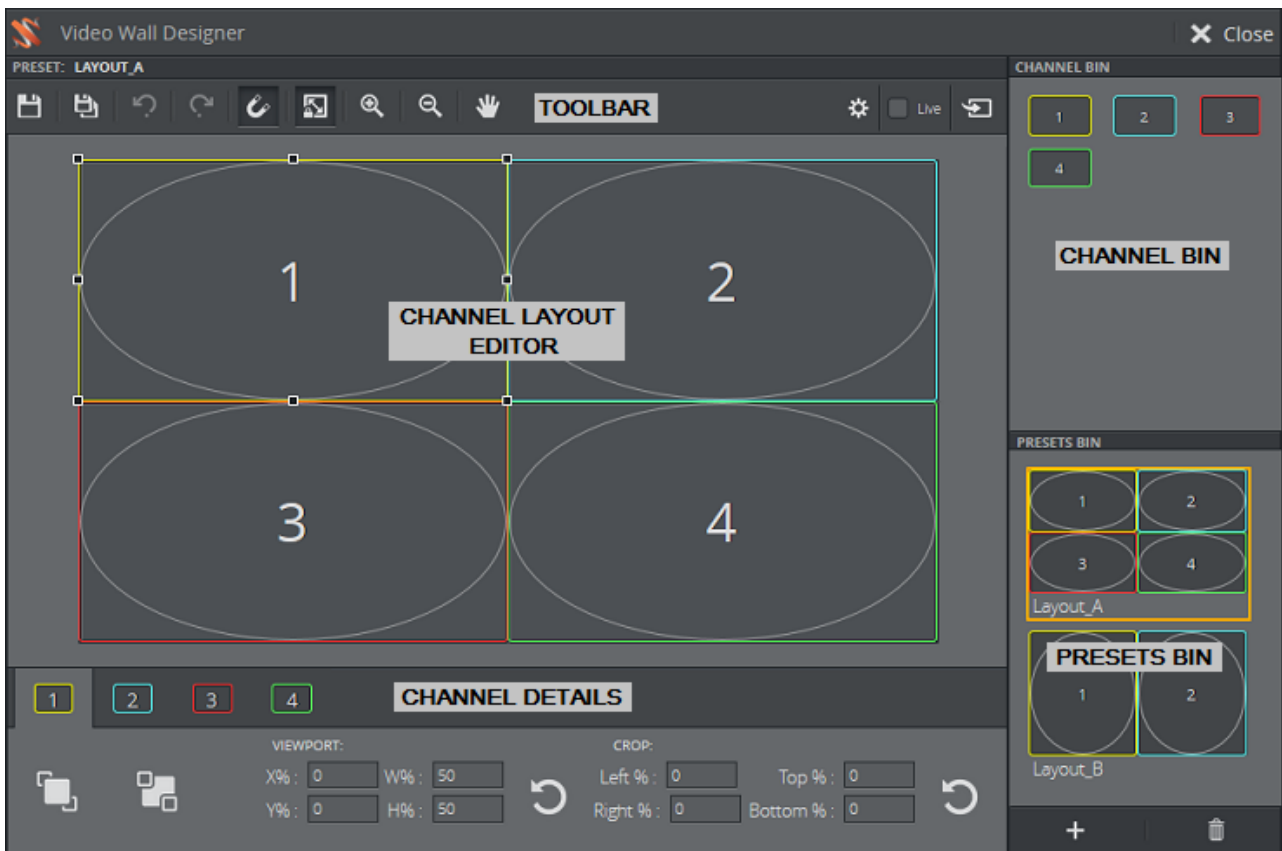 Video Wall Designer
Close
PRESET: LAYOUT_A
CHANNEL BIN
TOOLBAR
Live
1
2
3
4
CHANNEL BIN
1
2
CHANNEL LAYOUT
EDITOR
3
4
PRESETS BIN
1
2
3
4
Layout_A
PRESETS BIN
1
2
Layout_B
1
2
3
4
CHANNEL DETAILS
VIEWPORT:
CROP:
X% : 0 W% : 50 Left % : 0 Top % : 0
Y% : 0 H% : 50 Right % : 0 Bottom % : 0